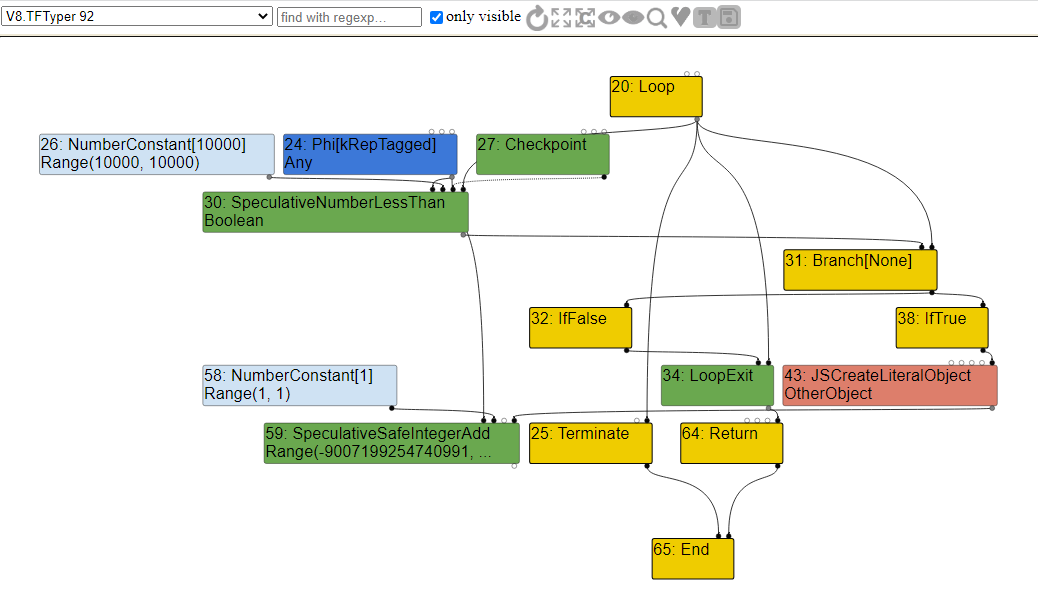 V8.TFTyper 92
find with regexp...
only visible
20: Loop
26: NumberConstant[10000]
Range(10000, 10000)
24: Phi[kRepTagged]
Any
27: Checkpoint
30: SpeculativeNumberLessThan
Boolean
31: Branch[None]
32: IfFalse
38: IfTrue
58: NumberConstant[1]
Range(1, 1)
34: LoopExit
43: JSCreateLiteralObject
OtherObject
59: SpeculativeSafeIntegerAdd
Range(-9007199254740991, ...
25: Terminate
64: Return
65: End